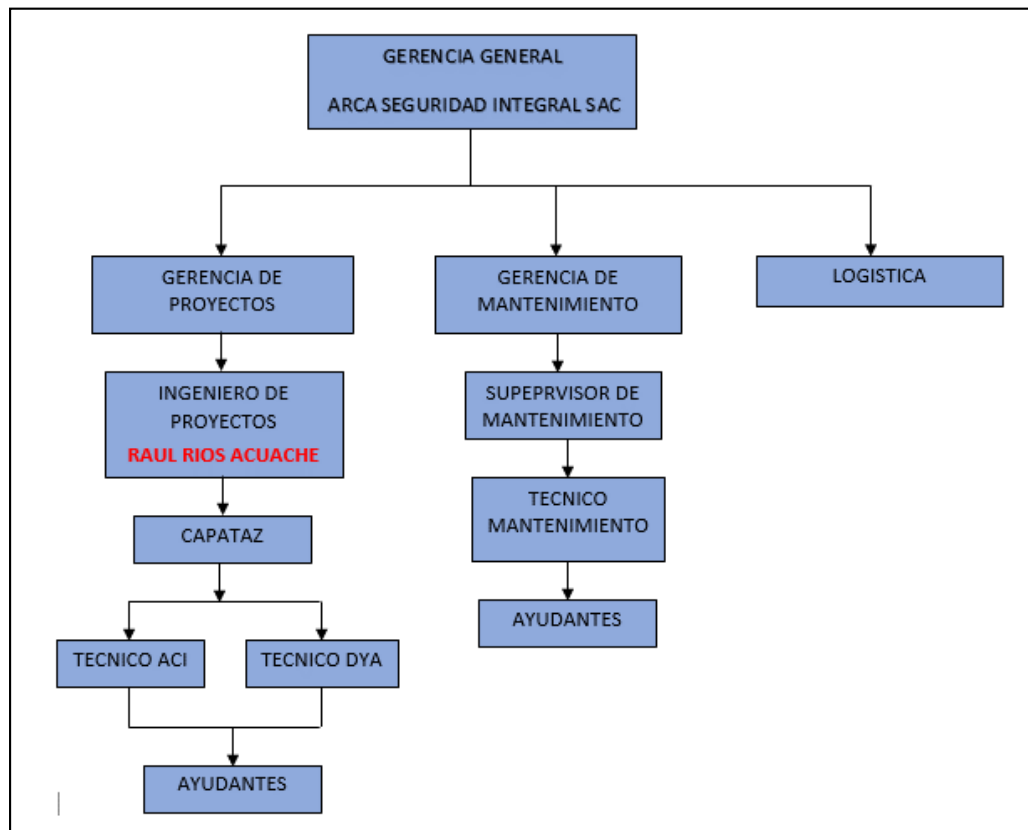 GERENCIA GENERAL
ARCA SEGURIDAD INTEGRAL SAC
GERENCIA DE
PROYECTOS
GERENCIA DE
MANTENIMIENTO
LOGISTICA
INGENIERO DE
PROYECTOS
RAUL RIOS ACUACHE
SUPEPRVISOR DE
MANTENIMIENTO
CAPATAZ
TECNICO
MANTENIMIENTO
TECNICO ACI
TECNICO DYA
AYUDANTES
AYUDANTES